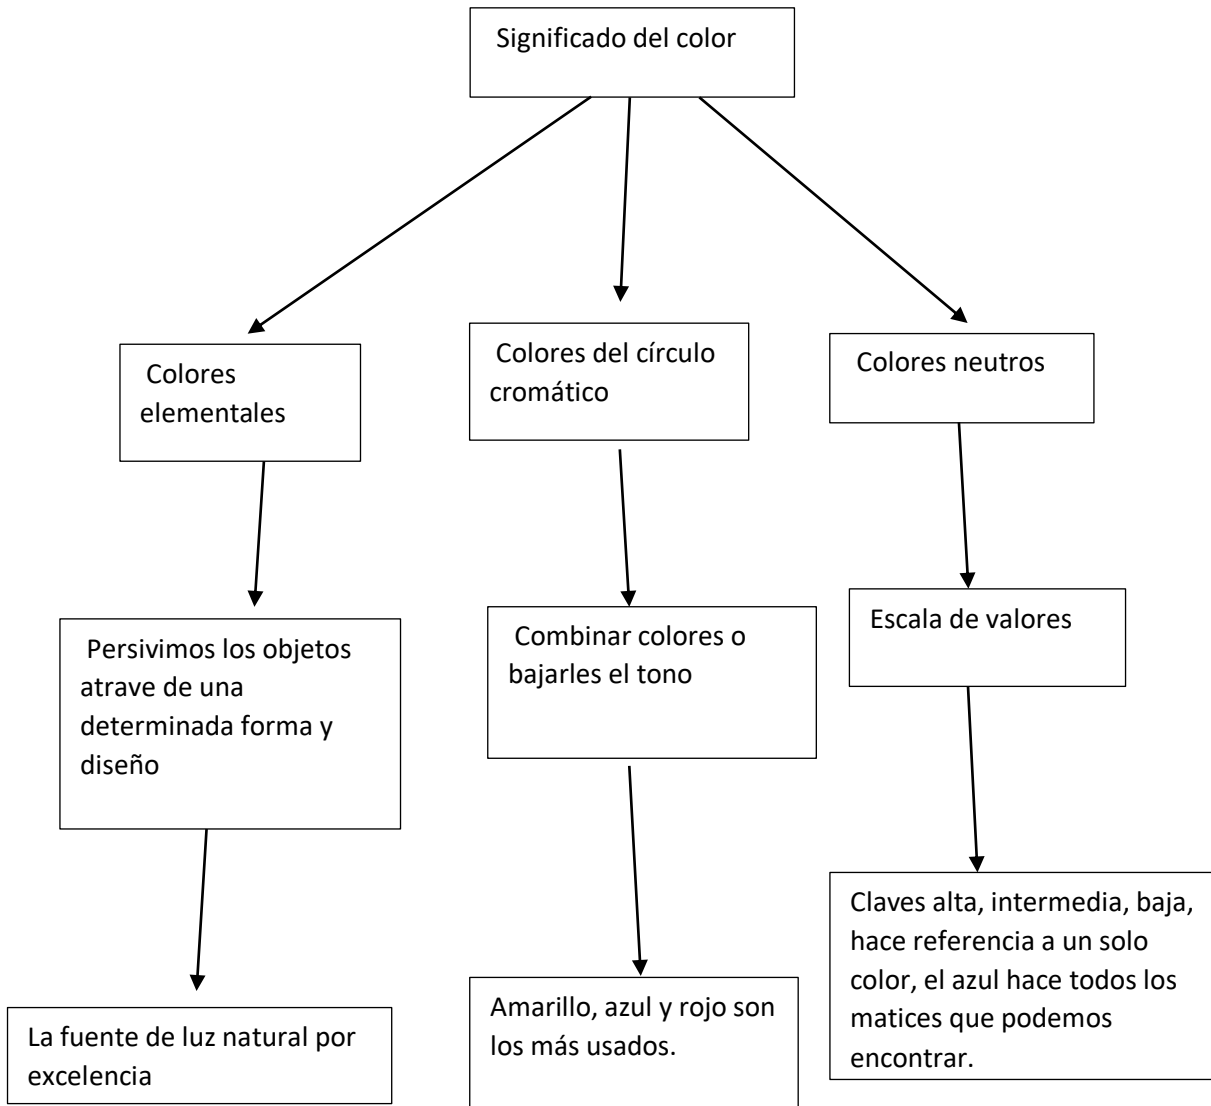 Significado del color
Colores
elementales
Colores del círculo
cromático
Colores neutros
Persivimos los objetos
atrave de una
determinada forma y
diseño
Combinar colores o
bajarles el tono
Escala de valores
La fuente de luz natural por
excelencia
Amarillo, azul y rojo son
los más usados.
Claves alta, intermedia, baja,
hace referencia a un solo
color, el azul hace todos los
matices que podemos
encontrar.